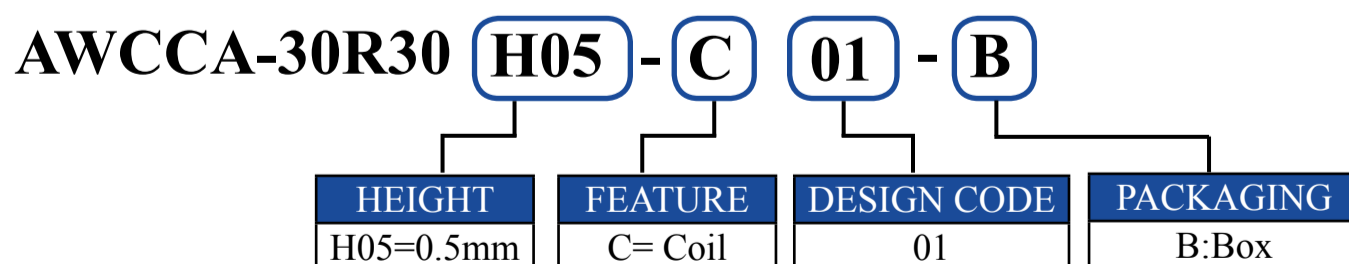 AWCCA-30R30 H05 - C 01 - B
HEIGHT FEATURE DESIGN CODE PACKAGING
H05=0.5mm C= Coil 01 B:Box